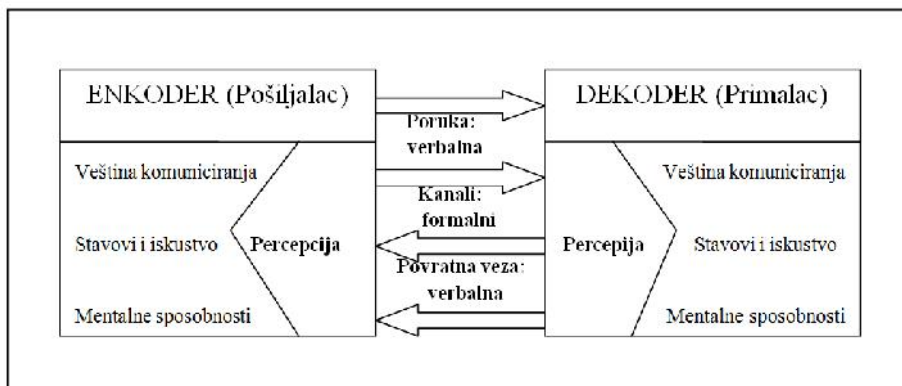 ENKODER (Pošiljalac)
Veština komuniciranja
Stavovi i iskustvo
Mentalne sposobnosti
Percepcija
Poruka:
verbalna
Kanali:
formalni
Povratna veza:
verbalna
DEKODER (Primalac)
Percepija
Veština komuniciranja
Stavovi i iskustvo
Mentalne sposobnosti